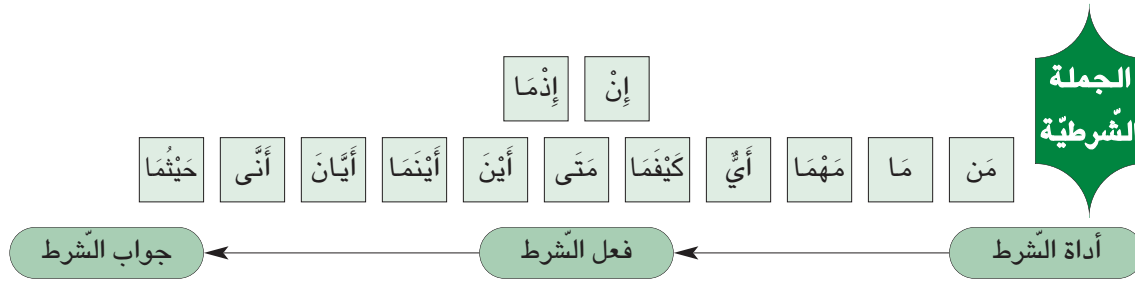 الجملة
الشّرطيّة
إِنْ إِذْمَا
مَن مَا مَهْمَا أَيٌّ كَيْفَمَا مَتَى أَيْنَ أَيْنَمَا أَيَّانَ أَنَّى حَيْثُمَا
أداة الشّرط فعل الشّرط جواب الشّرط